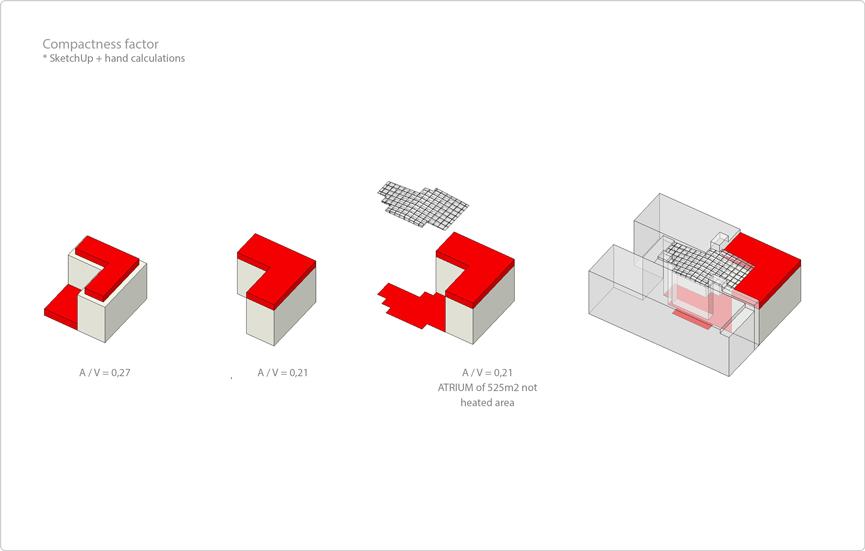 Compactness factor
* SketchUp + hand calculations
A / V = 0,27
A / V = 0,21
A / V = 0,21
ATRIUM of 525m2 not
heated area